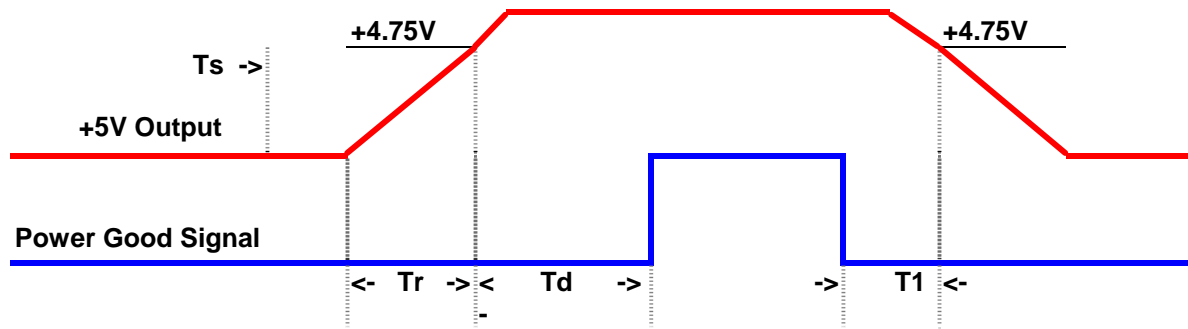 +4.75V +4.75V
Ts ->
+5V Output
Power Good Signal
<- Tr -> < Td -> -> T1 <-
-